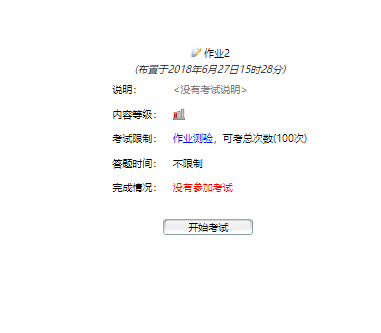 作业2
(布置于2018年6月27日15时28分)
说明： <没有考试说明>
内容等级：
考试限制： 作业测验，可考总次数(100次)
答题时间： 不限制
完成情况： 没有参加考试
开始考试